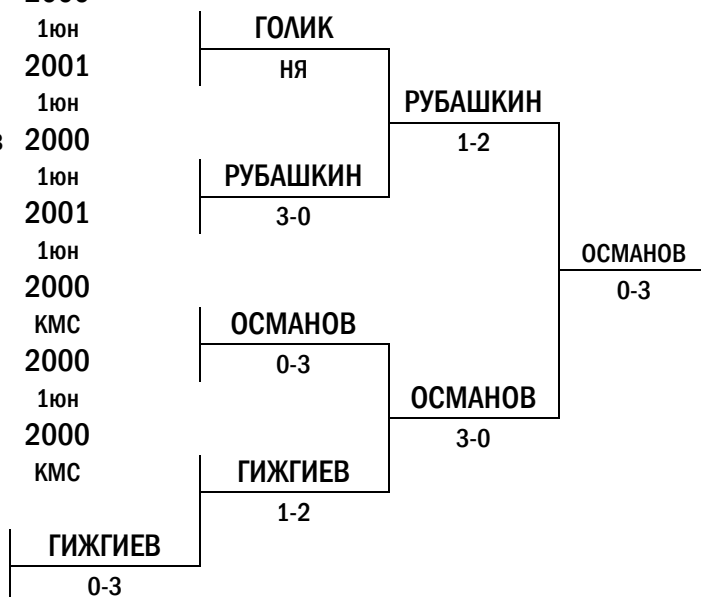 1юн
ГОЛИК
2001
НЯ
1юн
РУБАШКИН
2000
1-2
1юн
РУБАШКИН
2001
3-0
1юн
ОСМАНОВ
2000
0-3
КМС
ОСМАНОВ
2000
0-3
1юн
ОСМАНОВ
2000
3-0
КМС
ГИЖГИЕВ
1-2
ГИЖГИЕВ
0-3